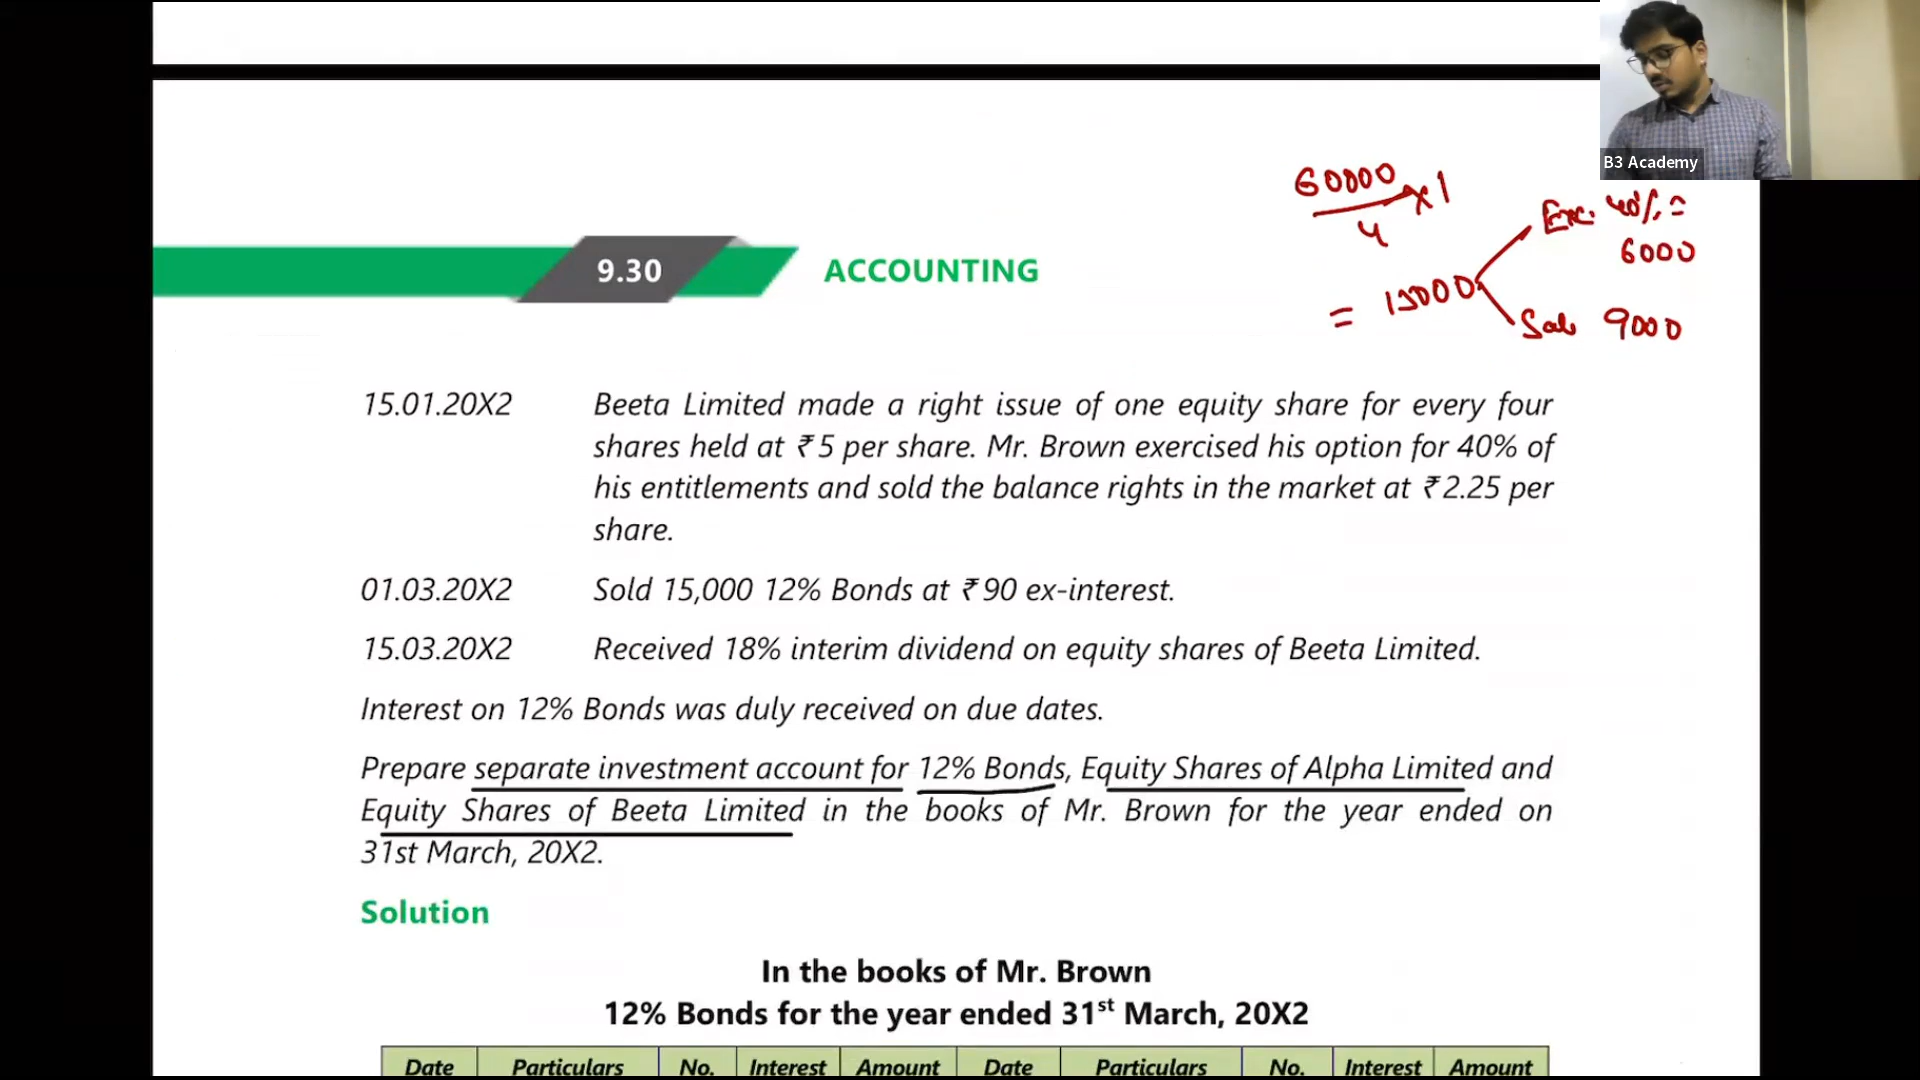 B3 Academy
60000
4
×1
= 15000
Exc. 40% =
6000
Sale 9000
9.30
ACCOUNTING
15.01.20X2 Beeta Limited made a right issue of one equity share for every four
shares held at ₹ 5 per share. Mr. Brown exercised his option for 40% of
his entitlements and sold the balance rights in the market at ₹ 2.25 per
share.
01.03.20X2 Sold 15,000 12% Bonds at ₹ 90 ex-interest.
15.03.20X2 Received 18% interim dividend on equity shares of Beeta Limited.
Interest on 12% Bonds was duly received on due dates.
Prepare separate investment account for 12% Bonds, Equity Shares of Alpha Limited and
Equity Shares of Beeta Limited in the books of Mr. Brown for the year ended on
31st March, 20X2.
Solution
In the books of Mr. Brown
12% Bonds for the year ended 31st March, 20X2
Date Particulars No. Interest Amount Date Particulars No. Interest Amount